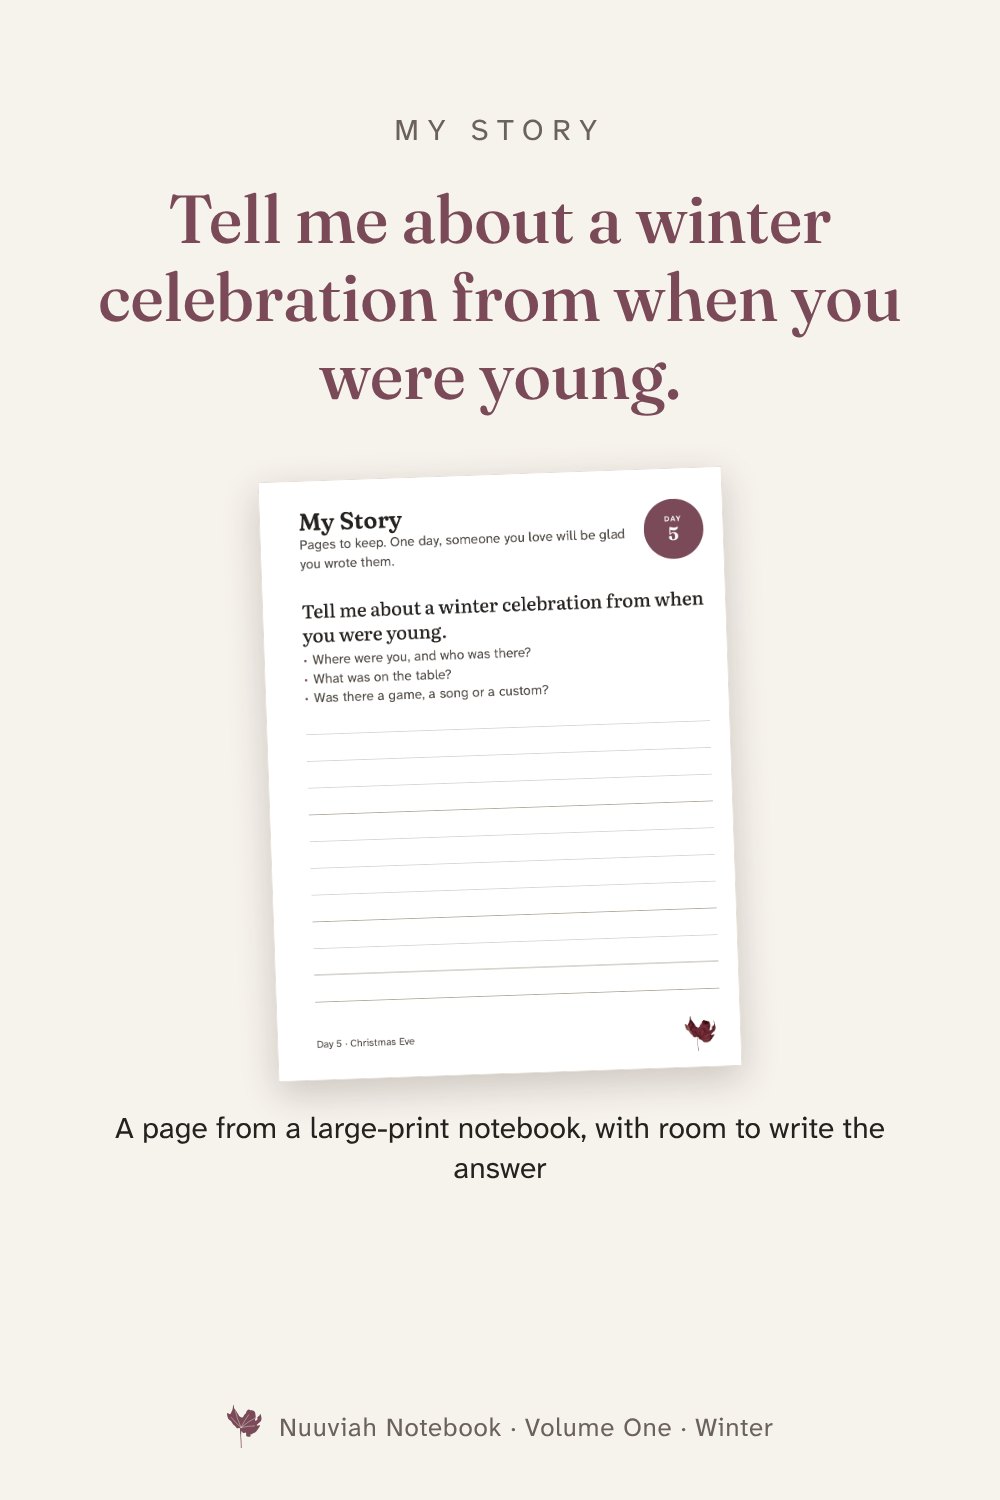 MY STORY
Tell me about a winter
celebration from when you
were young.
My Story
Pages to keep. One day, someone you love will be glad
you wrote them.
DAY
5
Tell me about a winter celebration from when
you were young.
• Where were you, and who was there?
• What was on the table?
• Was there a game, a song or a custom?
Day 5 · Christmas Eve
A page from a large-print notebook, with room to write the
answer
Nuuviah Notebook · Volume One · Winter